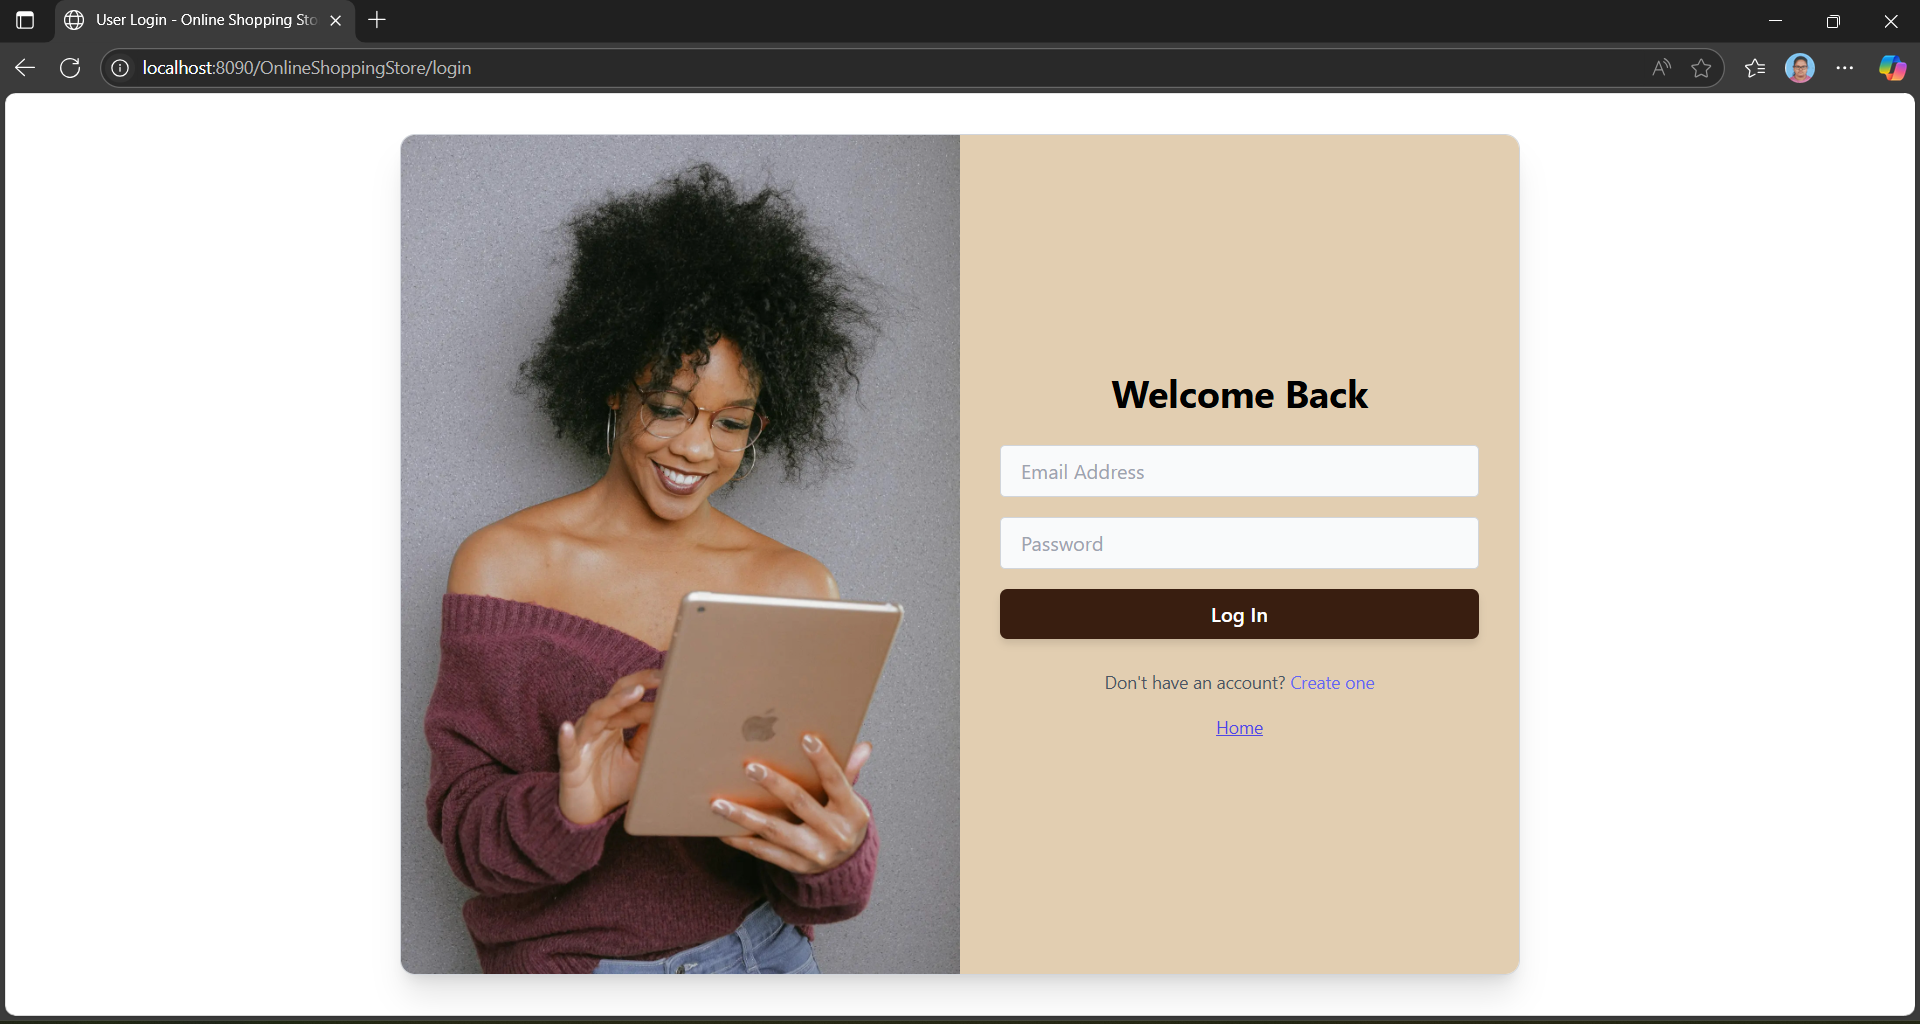 User Login - Online Shopping Sto
localhost:8090/OnlineShoppingStore/login
Welcome Back
Email Address
Password
Log In
Don't have an account? Create one
Home